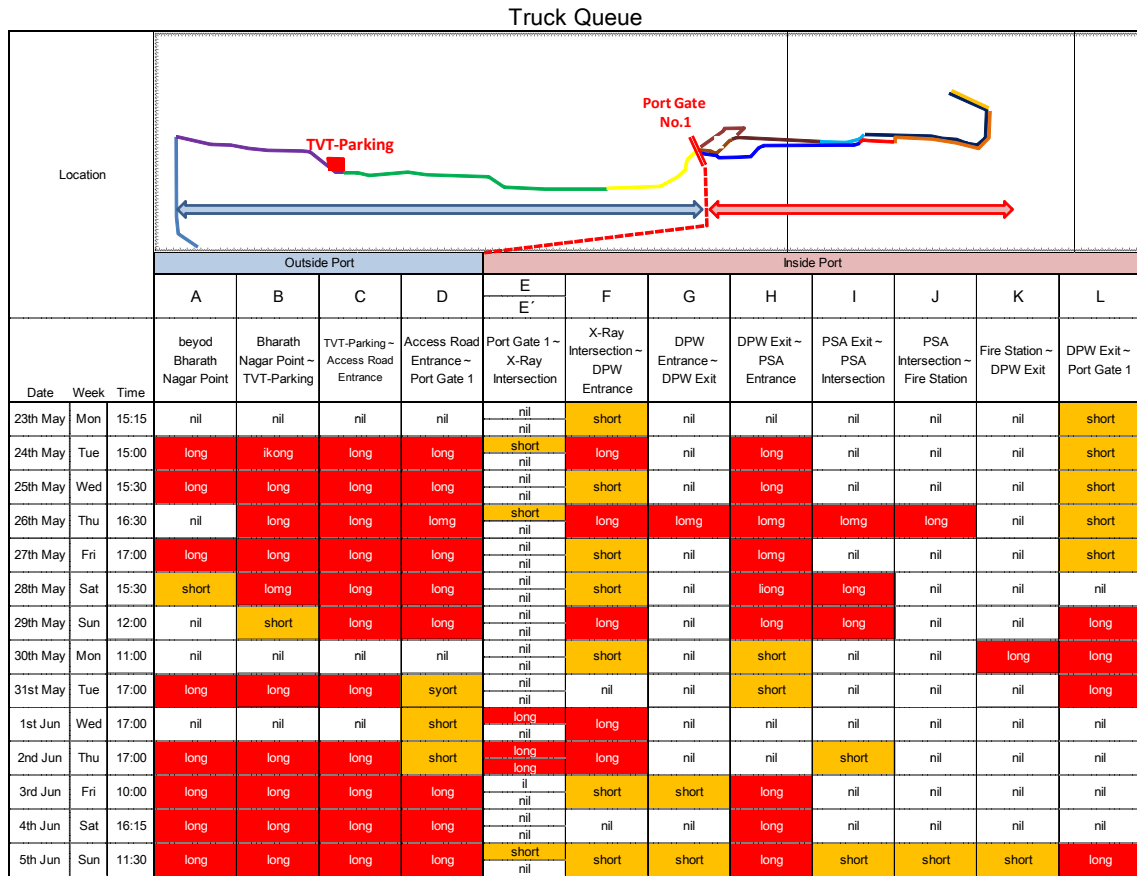 Truck Queue
Location
TVT-Parking
Port Gate
No.1
Outside Port Inside Port
A B C D E F G H I J K L
E´
Date Week Time
beyod
Bharath
Nagar Point
Bharath
Nagar Point ~
TVT-Parking
TVT-Parking ~
Access Road
Entrance
Access Road
Entrance ~
Port Gate 1
Port Gate 1 ~
X-Ray
Intersection
X-Ray
Intersection ~
DPW
Entrance
DPW
Entrance ~
DPW Exit
DPW Exit ~
PSA
Entrance
PSA Exit ~
PSA
Intersection
PSA
Intersection ~
Fire Station
Fire Station ~
DPW Exit
DPW Exit ~
Port Gate 1
23th May Mon 15:15 nil nil nil nil nil short nil nil nil nil nil short
nil
24th May Tue 15:00 long ikong long long short long nil long nil nil nil short
nil
25th May Wed 15:30 long long long long nil short nil long nil nil nil short
nil
26th May Thu 16:30 nil long long lomg short long lomg lomg lomg long nil short
nil
27th May Fri 17:00 long long long long nil short nil lomg nil nil nil short
nil
28th May Sat 15:30 short lomg long long nil short nil liong long nil nil nil
nil
29th May Sun 12:00 nil short long long nil long nil long long nil nil long
nil
30th May Mon 11:00 nil nil nil nil nil short nil short nil nil long long
nil
31st May Tue 17:00 long long long syort nil nil nil short nil nil nil long
nil
1st Jun Wed 17:00 nil nil nil short long long nil nil nil nil nil nil
nil
2nd Jun Thu 17:00 long long long short long long nil nil short nil nil nil
long
3rd Jun Fri 10:00 long long long long il short short long nil nil nil nil
nil
4th Jun Sat 16:15 long long long long nil nil nil long nil nil nil nil
nil
5th Jun Sun 11:30 long long long long short short short long short short short long
nil